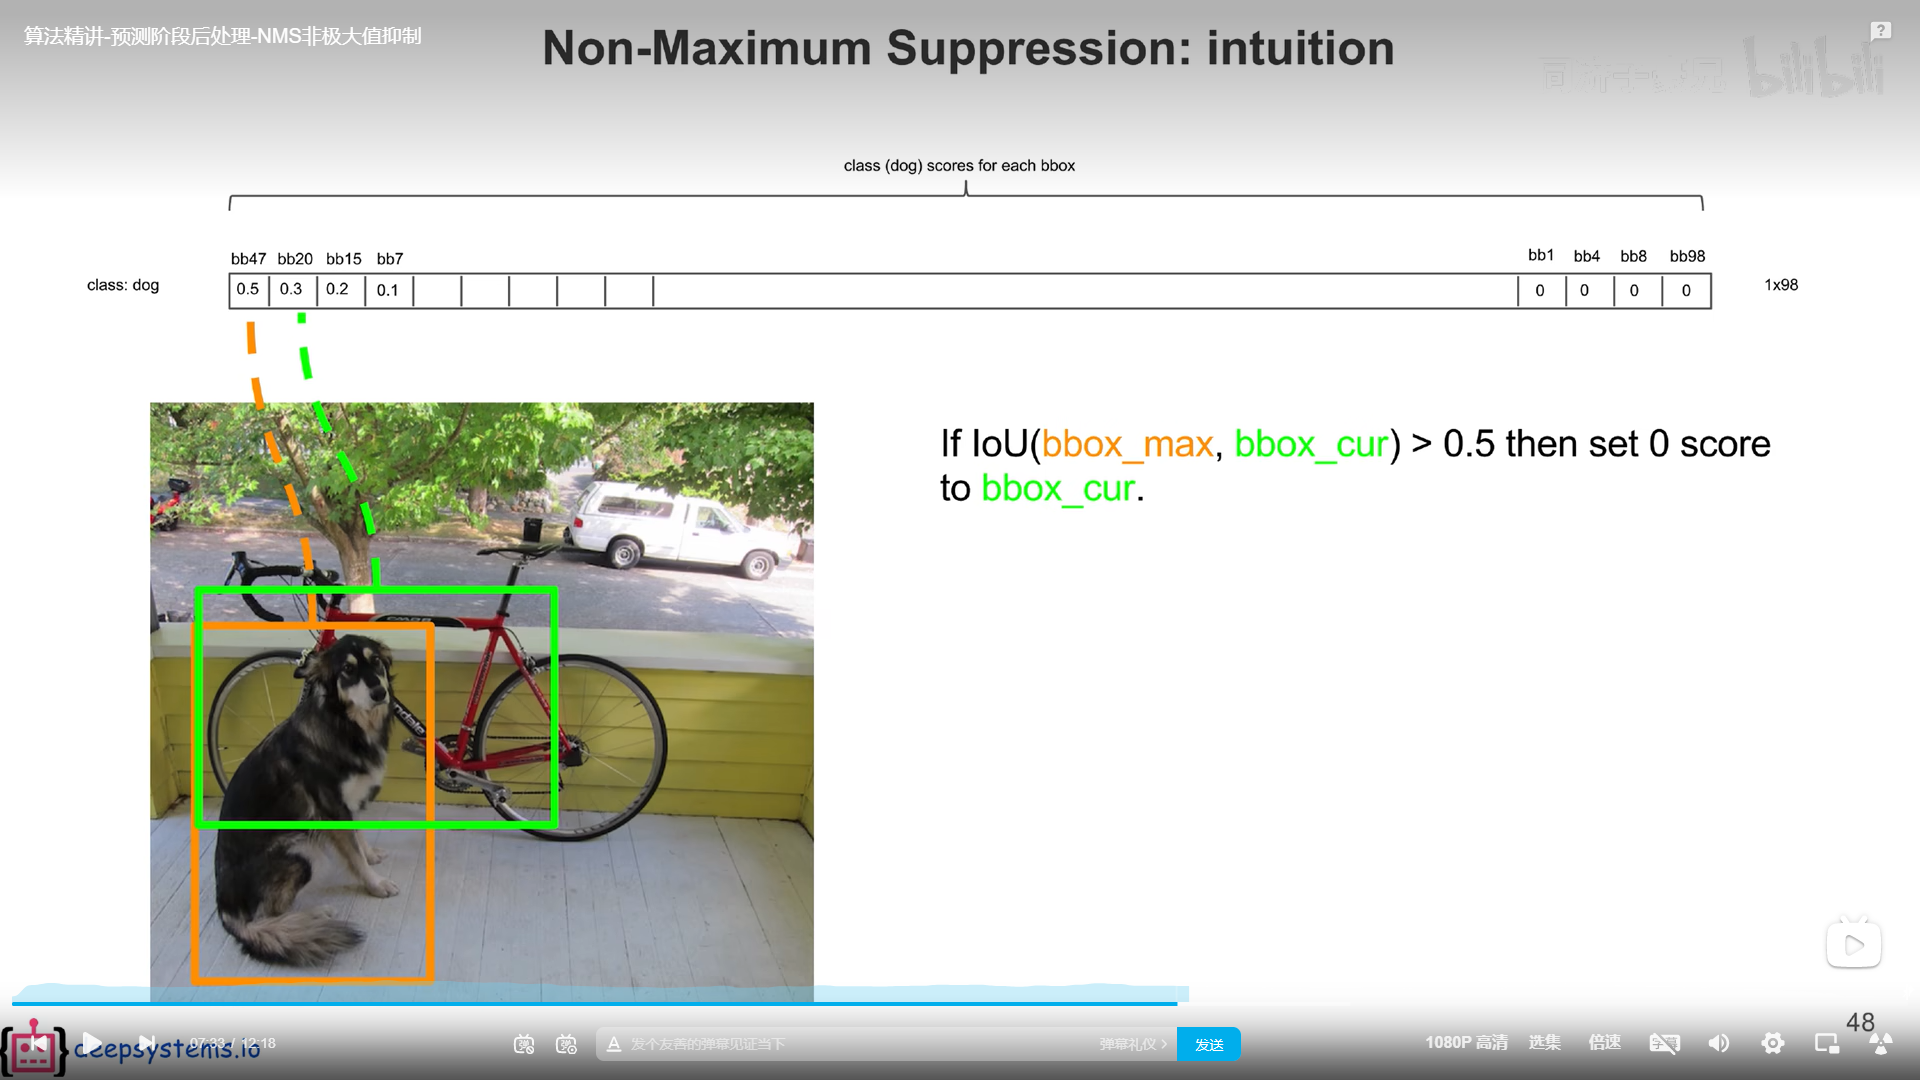 算法精讲-预测阶段后处理-NMS非极大值抑制
Non-Maximum Suppression: intuition
bilibili
class (dog) scores for each bbox
bb47 bb20 bb15 bb7 bb1 bb4 bb8 bb98
class: dog 0.5 0.3 0.2 0.1 0 0 0 0 1x98
If IoU(bbox_max, bbox_cur) > 0.5 then set 0 score
to bbox_cur.
48
deepsystems.io
07:33 / 12:18
发个友善的弹幕见证当下
弹幕礼仪
发送
1080P 高清
选集
倍速